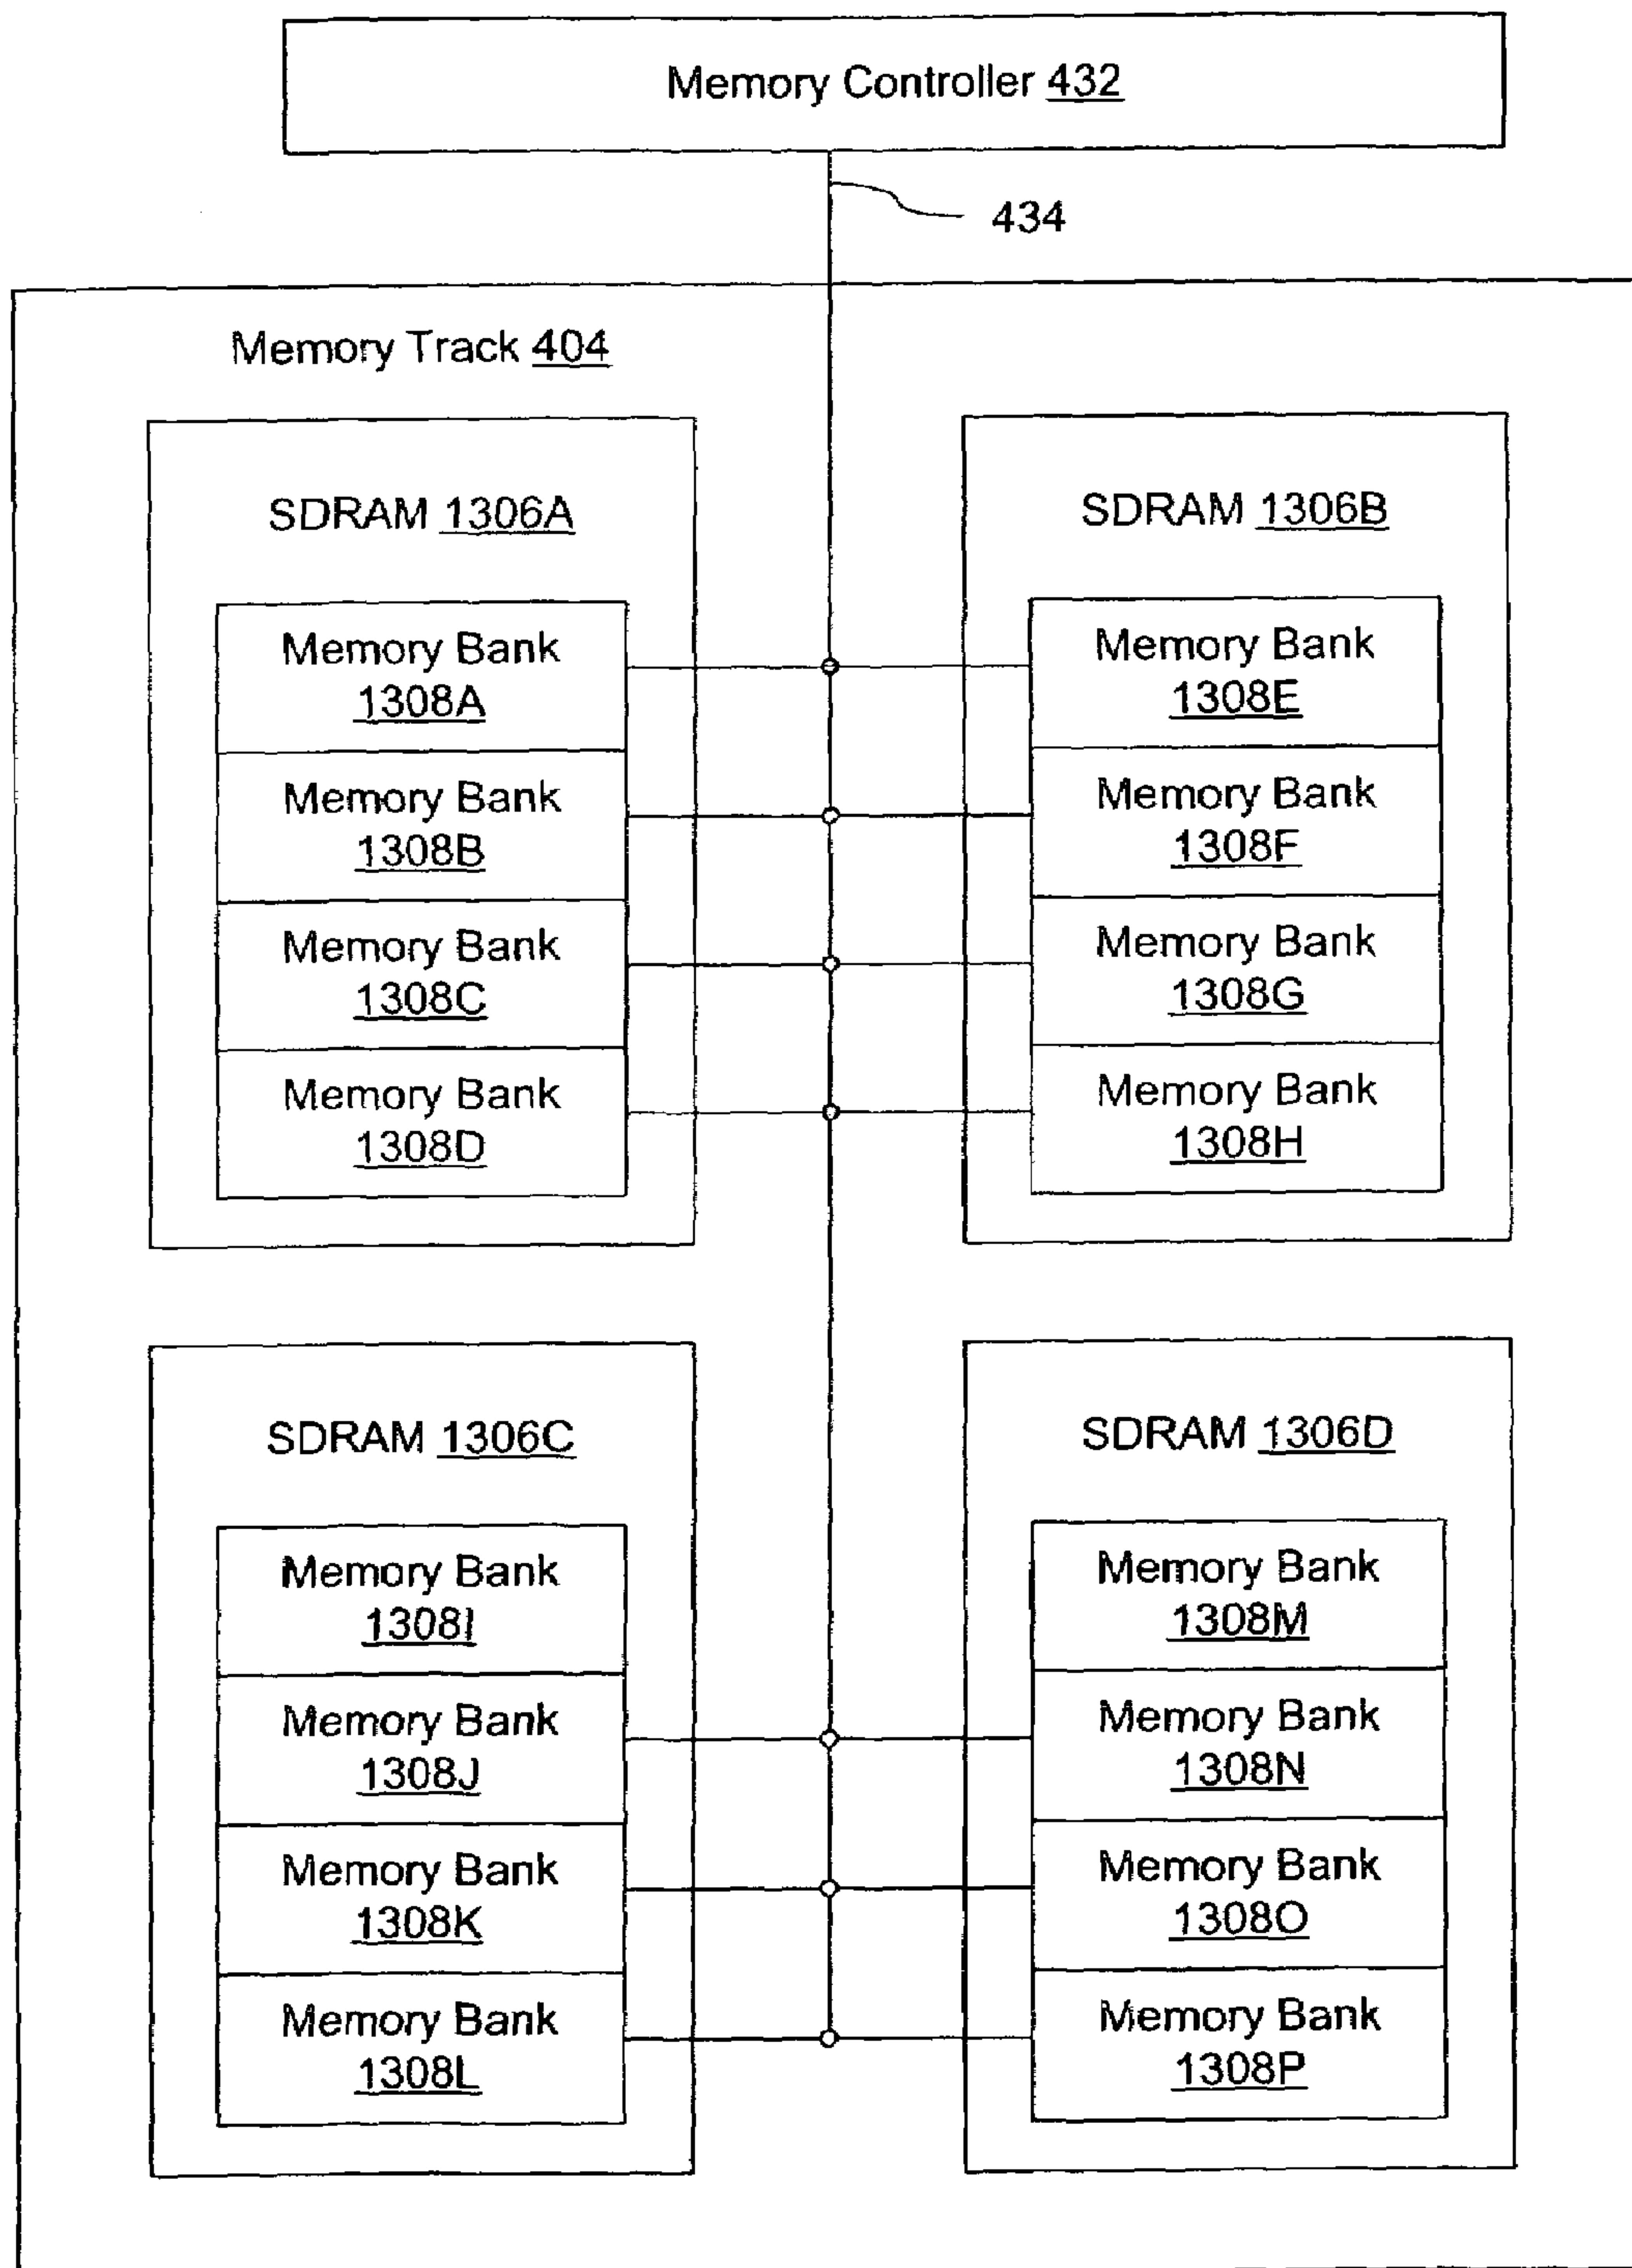 Memory Controller 432
434
Memory Track 404
SDRAM 1306A
Memory Bank
1308A
Memory Bank
1308B
Memory Bank
1308C
Memory Bank
1308D
SDRAM 1306B
Memory Bank
1308E
Memory Bank
1308F
Memory Bank
1308G
Memory Bank
1308H
SDRAM 1306C
Memory Bank
1308I
Memory Bank
1308J
Memory Bank
1308K
Memory Bank
1308L
SDRAM 1306D
Memory Bank
1308M
Memory Bank
1308N
Memory Bank
1308O
Memory Bank
1308P